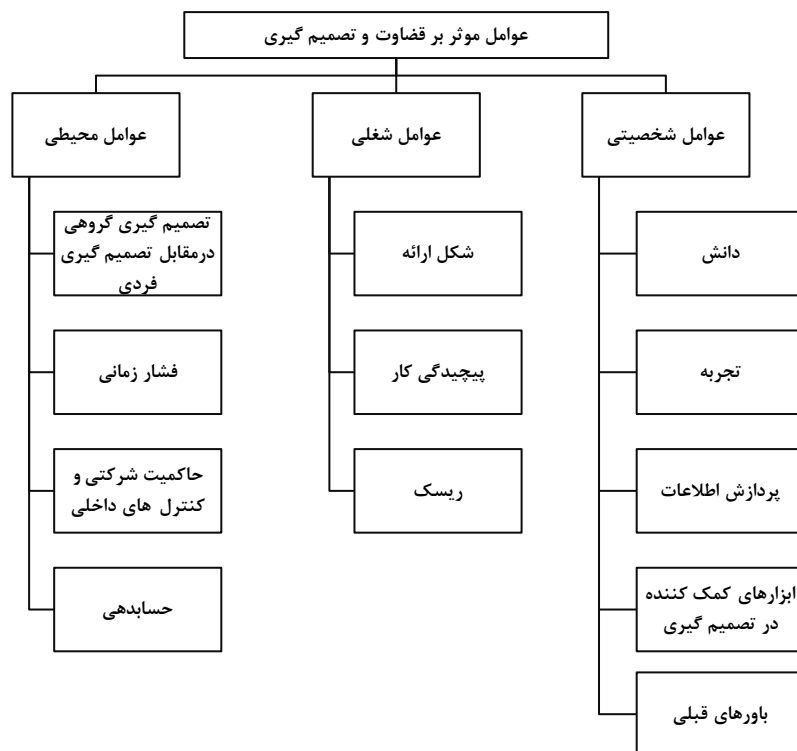 عوامل موثر بر قضاوت و تصمیم گیری
عوامل شخصیتی
دانش
تجربه
پردازش اطلاعات
ابزارهای کمک کننده
در تصمیم گیری
باورهای قبلی
عوامل شغلی
شکل ارائه
پیچیدگی کار
ریسک
عوامل محیطی
تصمیم گیری گروهی
درمقابل تصمیم گیری
فردی
فشار زمانی
حاکمیت شرکتی و
کنترل های داخلی
حسابدهی